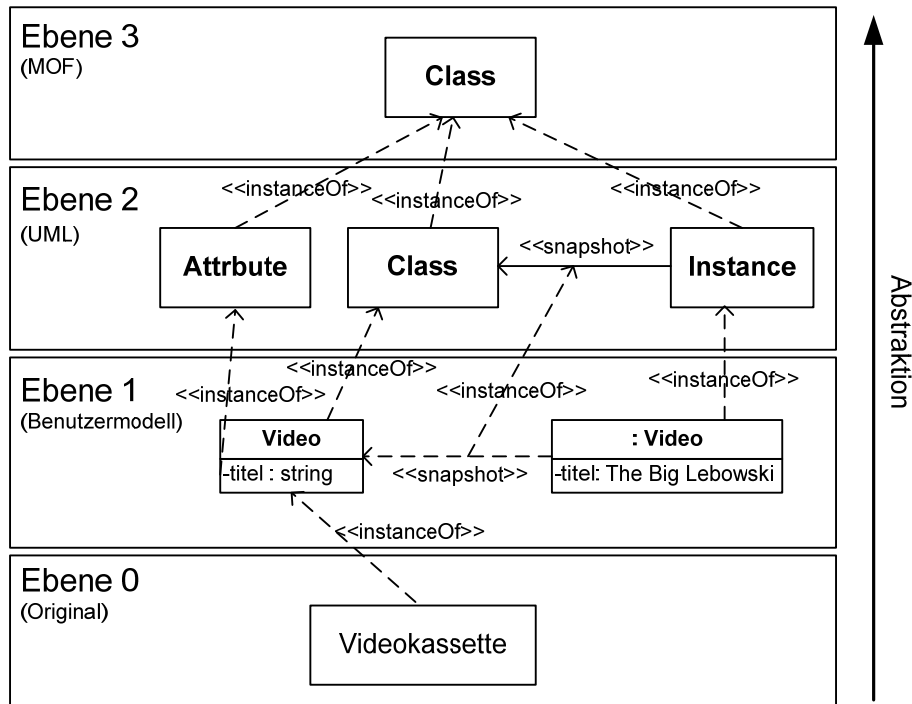 Ebene 3
(MOF)
Class
<<instanceOf>>
<<instanceOf>>
<<instanceOf>>
Ebene 2
(UML)
<<snapshot>>
Attrbute
Class
Instance
Abstraktion
Ebene 1
(Benutzermodell)
<<instanceOf>>
<<instanceOf>>
<<instanceOf>>
<<instanceOf>>
Video
-titel : string
<<snapshot>>
: Video
-titel: The Big Lebowski
<<instanceOf>>
Ebene 0
(Original)
Videokassette